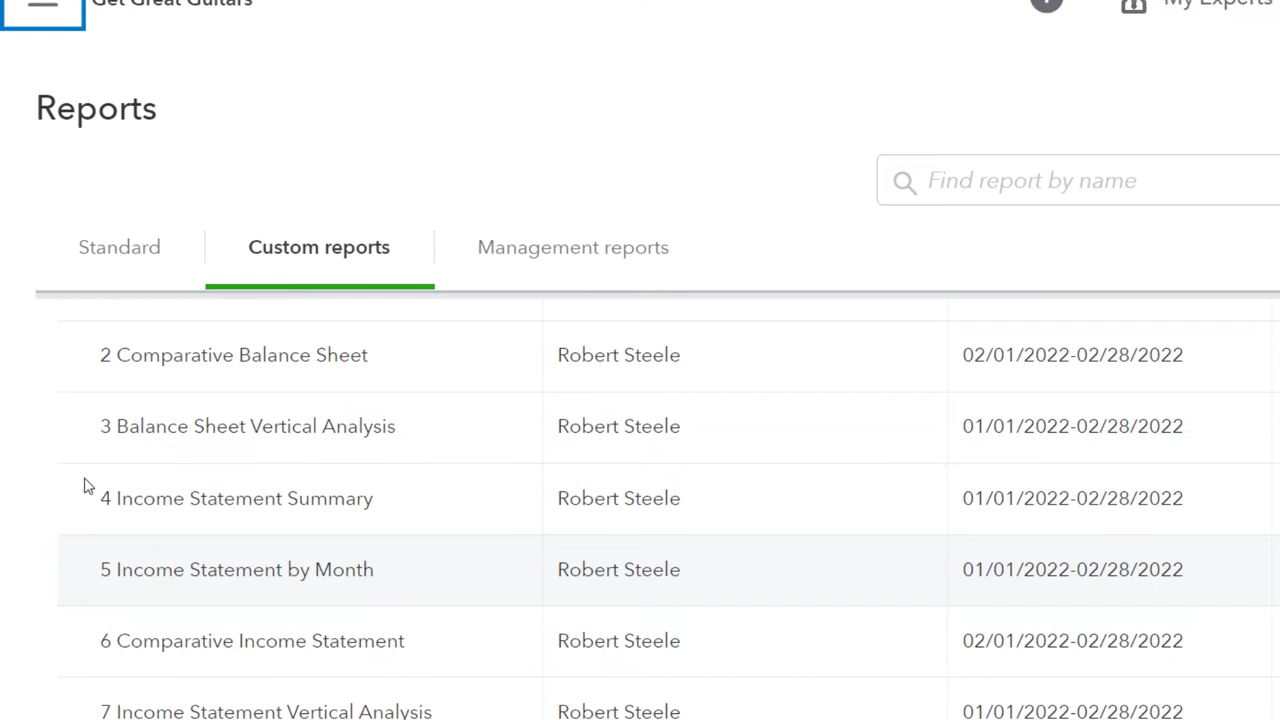 Get Great Guitars
My Experts
Reports
Find report by name
Standard
Custom reports
Management reports
2 Comparative Balance Sheet Robert Steele 02/01/2022-02/28/2022
3 Balance Sheet Vertical Analysis Robert Steele 01/01/2022-02/28/2022
4 Income Statement Summary Robert Steele 01/01/2022-02/28/2022
5 Income Statement by Month Robert Steele 01/01/2022-02/28/2022
6 Comparative Income Statement Robert Steele 02/01/2022-02/28/2022
7 Income Statement Vertical Analysis Robert Steele 01/01/2022-02/28/2022